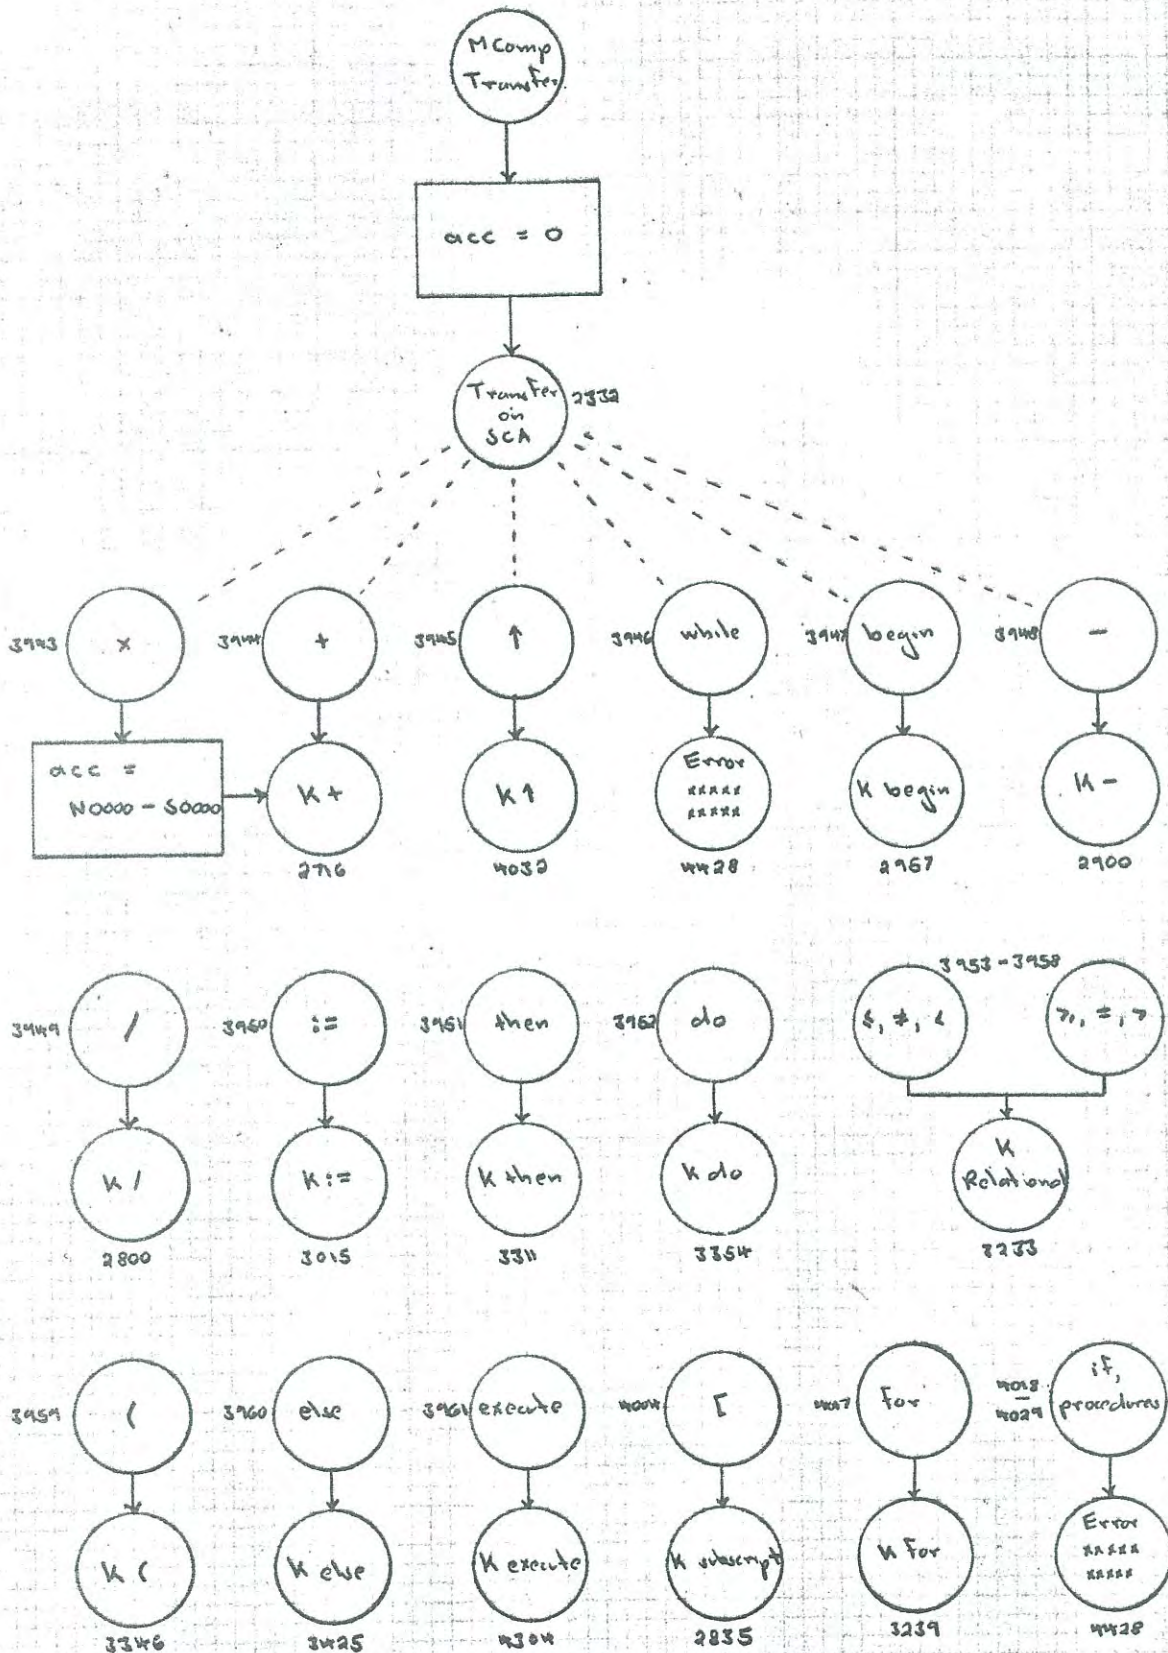 MComp
Transfer
acc = 0
Transfer
on
SCA
2332
3943
×
3944
+
3945
↑
3946
while
3947
begin
3948
-
acc =
N0000 - S0000
K +
2716
K ↑
4032
Error
*****
*****
4428
K begin
2957
K -
2900
3949
/
3950
:=
3951
then
3952
do
3953 - 3958
≤, ≠, <
≥, =, >
K /
2800
K :=
3015
K then
3311
K do
3354
K
Relational
3233
3959
(
3960
else
3961
execute
4004
[
for
4018
4029
if,
procedures
K (
3346
K else
3425
K execute
4304
K subscript
2835
K for
3239
Error
*****
*****
4428